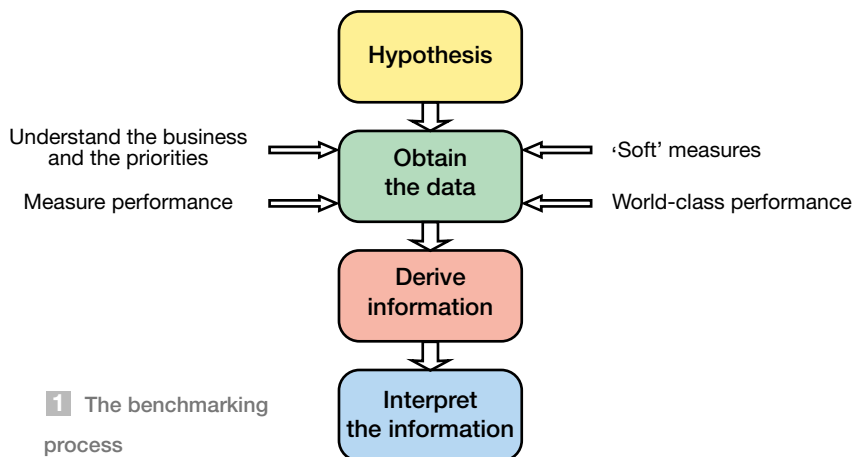 Hypothesis
Understand the business
and the priorities
Obtain
the data
‘Soft’ measures
Measure performance
World-class performance
Derive
information
Interpret
the information
1 The benchmarking
process